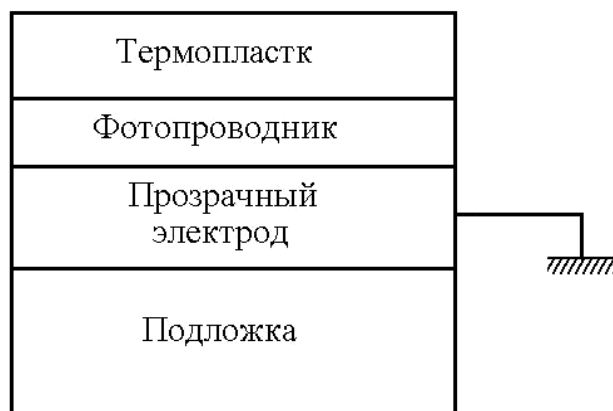 Термопластк
Фотопроводник
Прозрачный
электрод
Подложка